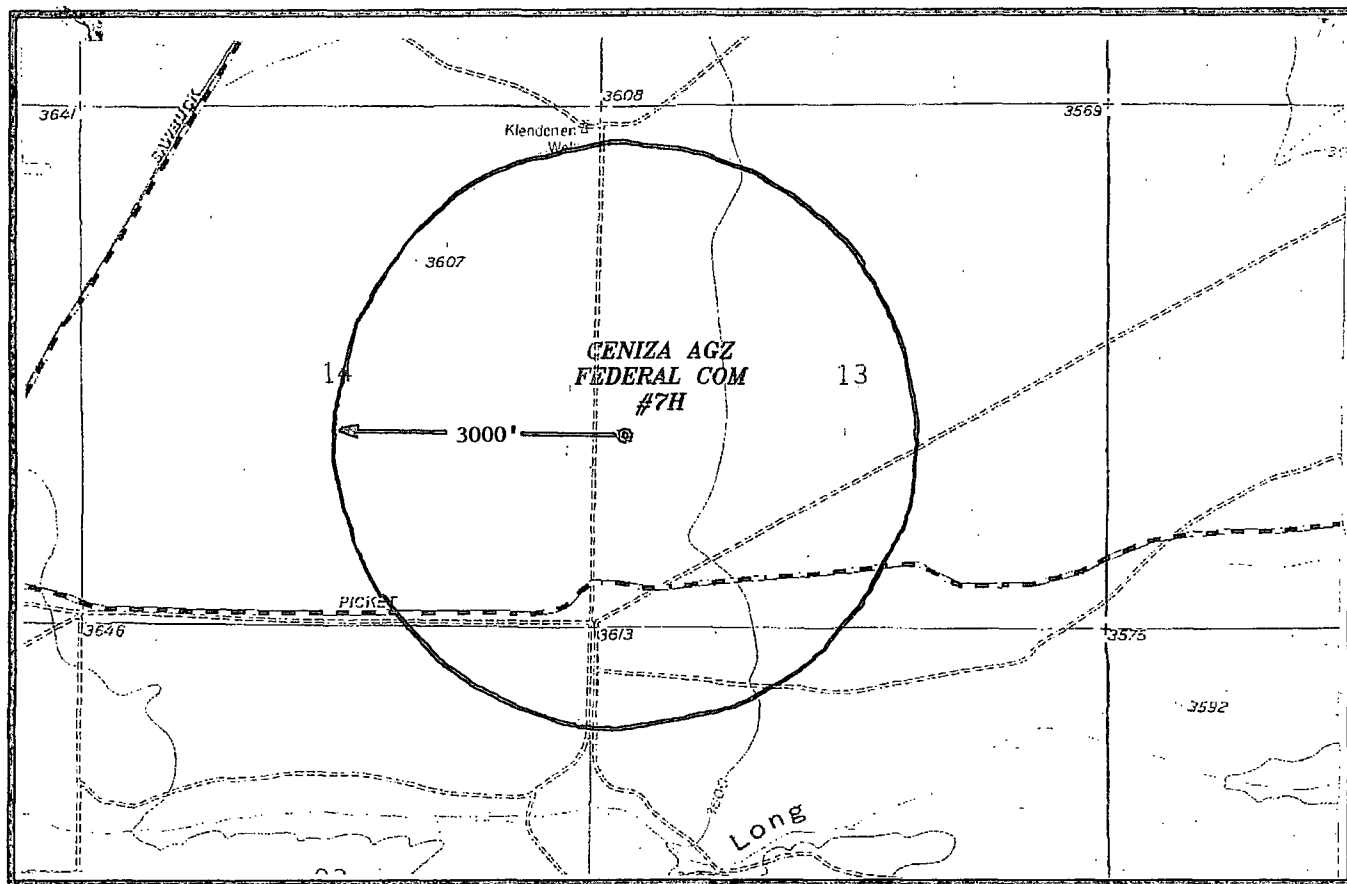 3641
3608
3569
SAWBUCK
Klendenen
Well
3607
CENIZA AGZ
FEDERAL COM
#7H
14
13
3000'
PICKET
3646
3613
3575
3592
Long